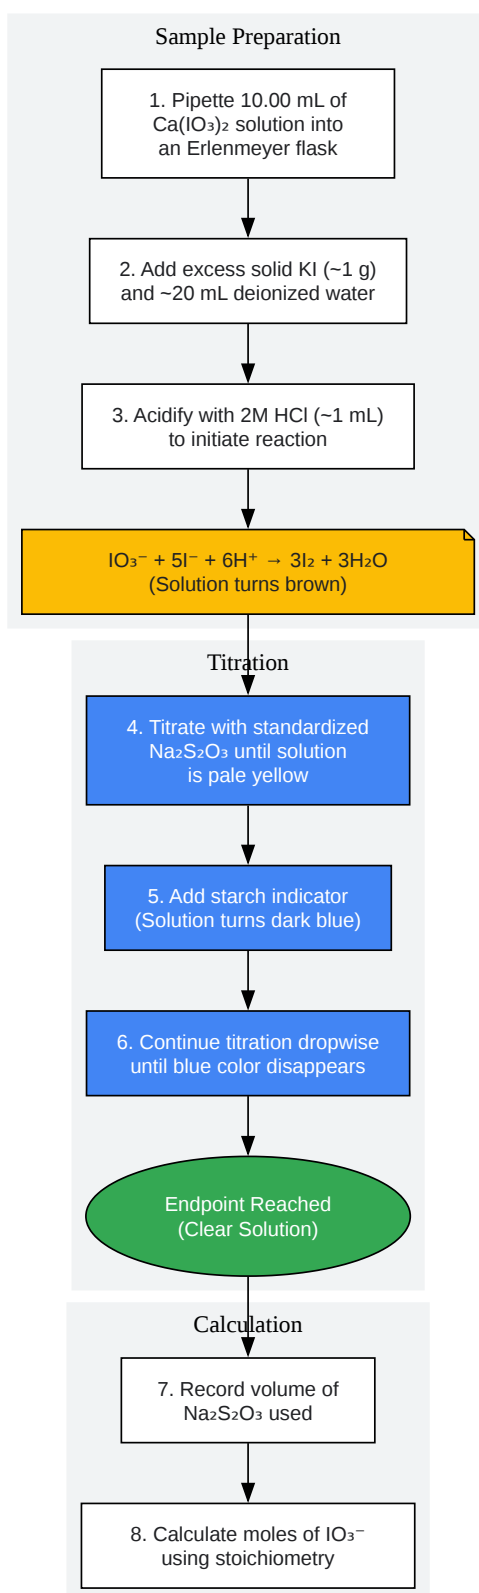 Sample Preparation
1. Pipette 10.00 mL of
Ca(IO₃)₂ solution into
an Erlenmeyer flask
2. Add excess solid KI (~1 g)
and ~20 mL deionized water
3. Acidify with 2M HCl (~1 mL)
to initiate reaction
IO₃⁻ + 5I⁻ + 6H⁺ → 3I₂ + 3H₂O
(Solution turns brown)
Titration
4. Titrate with standardized
Na₂S₂O₃ until solution
is pale yellow
5. Add starch indicator
(Solution turns dark blue)
6. Continue titration dropwise
until blue color disappears
Endpoint Reached
(Clear Solution)
Calculation
7. Record volume of
Na₂S₂O₃ used
8. Calculate moles of IO₃⁻
using stoichiometry